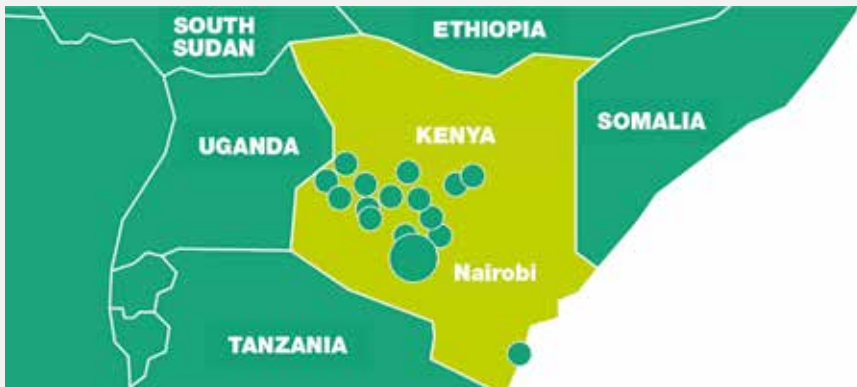 SOUTH
SUDAN
ETHIOPIA
KENYA
SOMALIA
UGANDA
Nairobi
TANZANIA